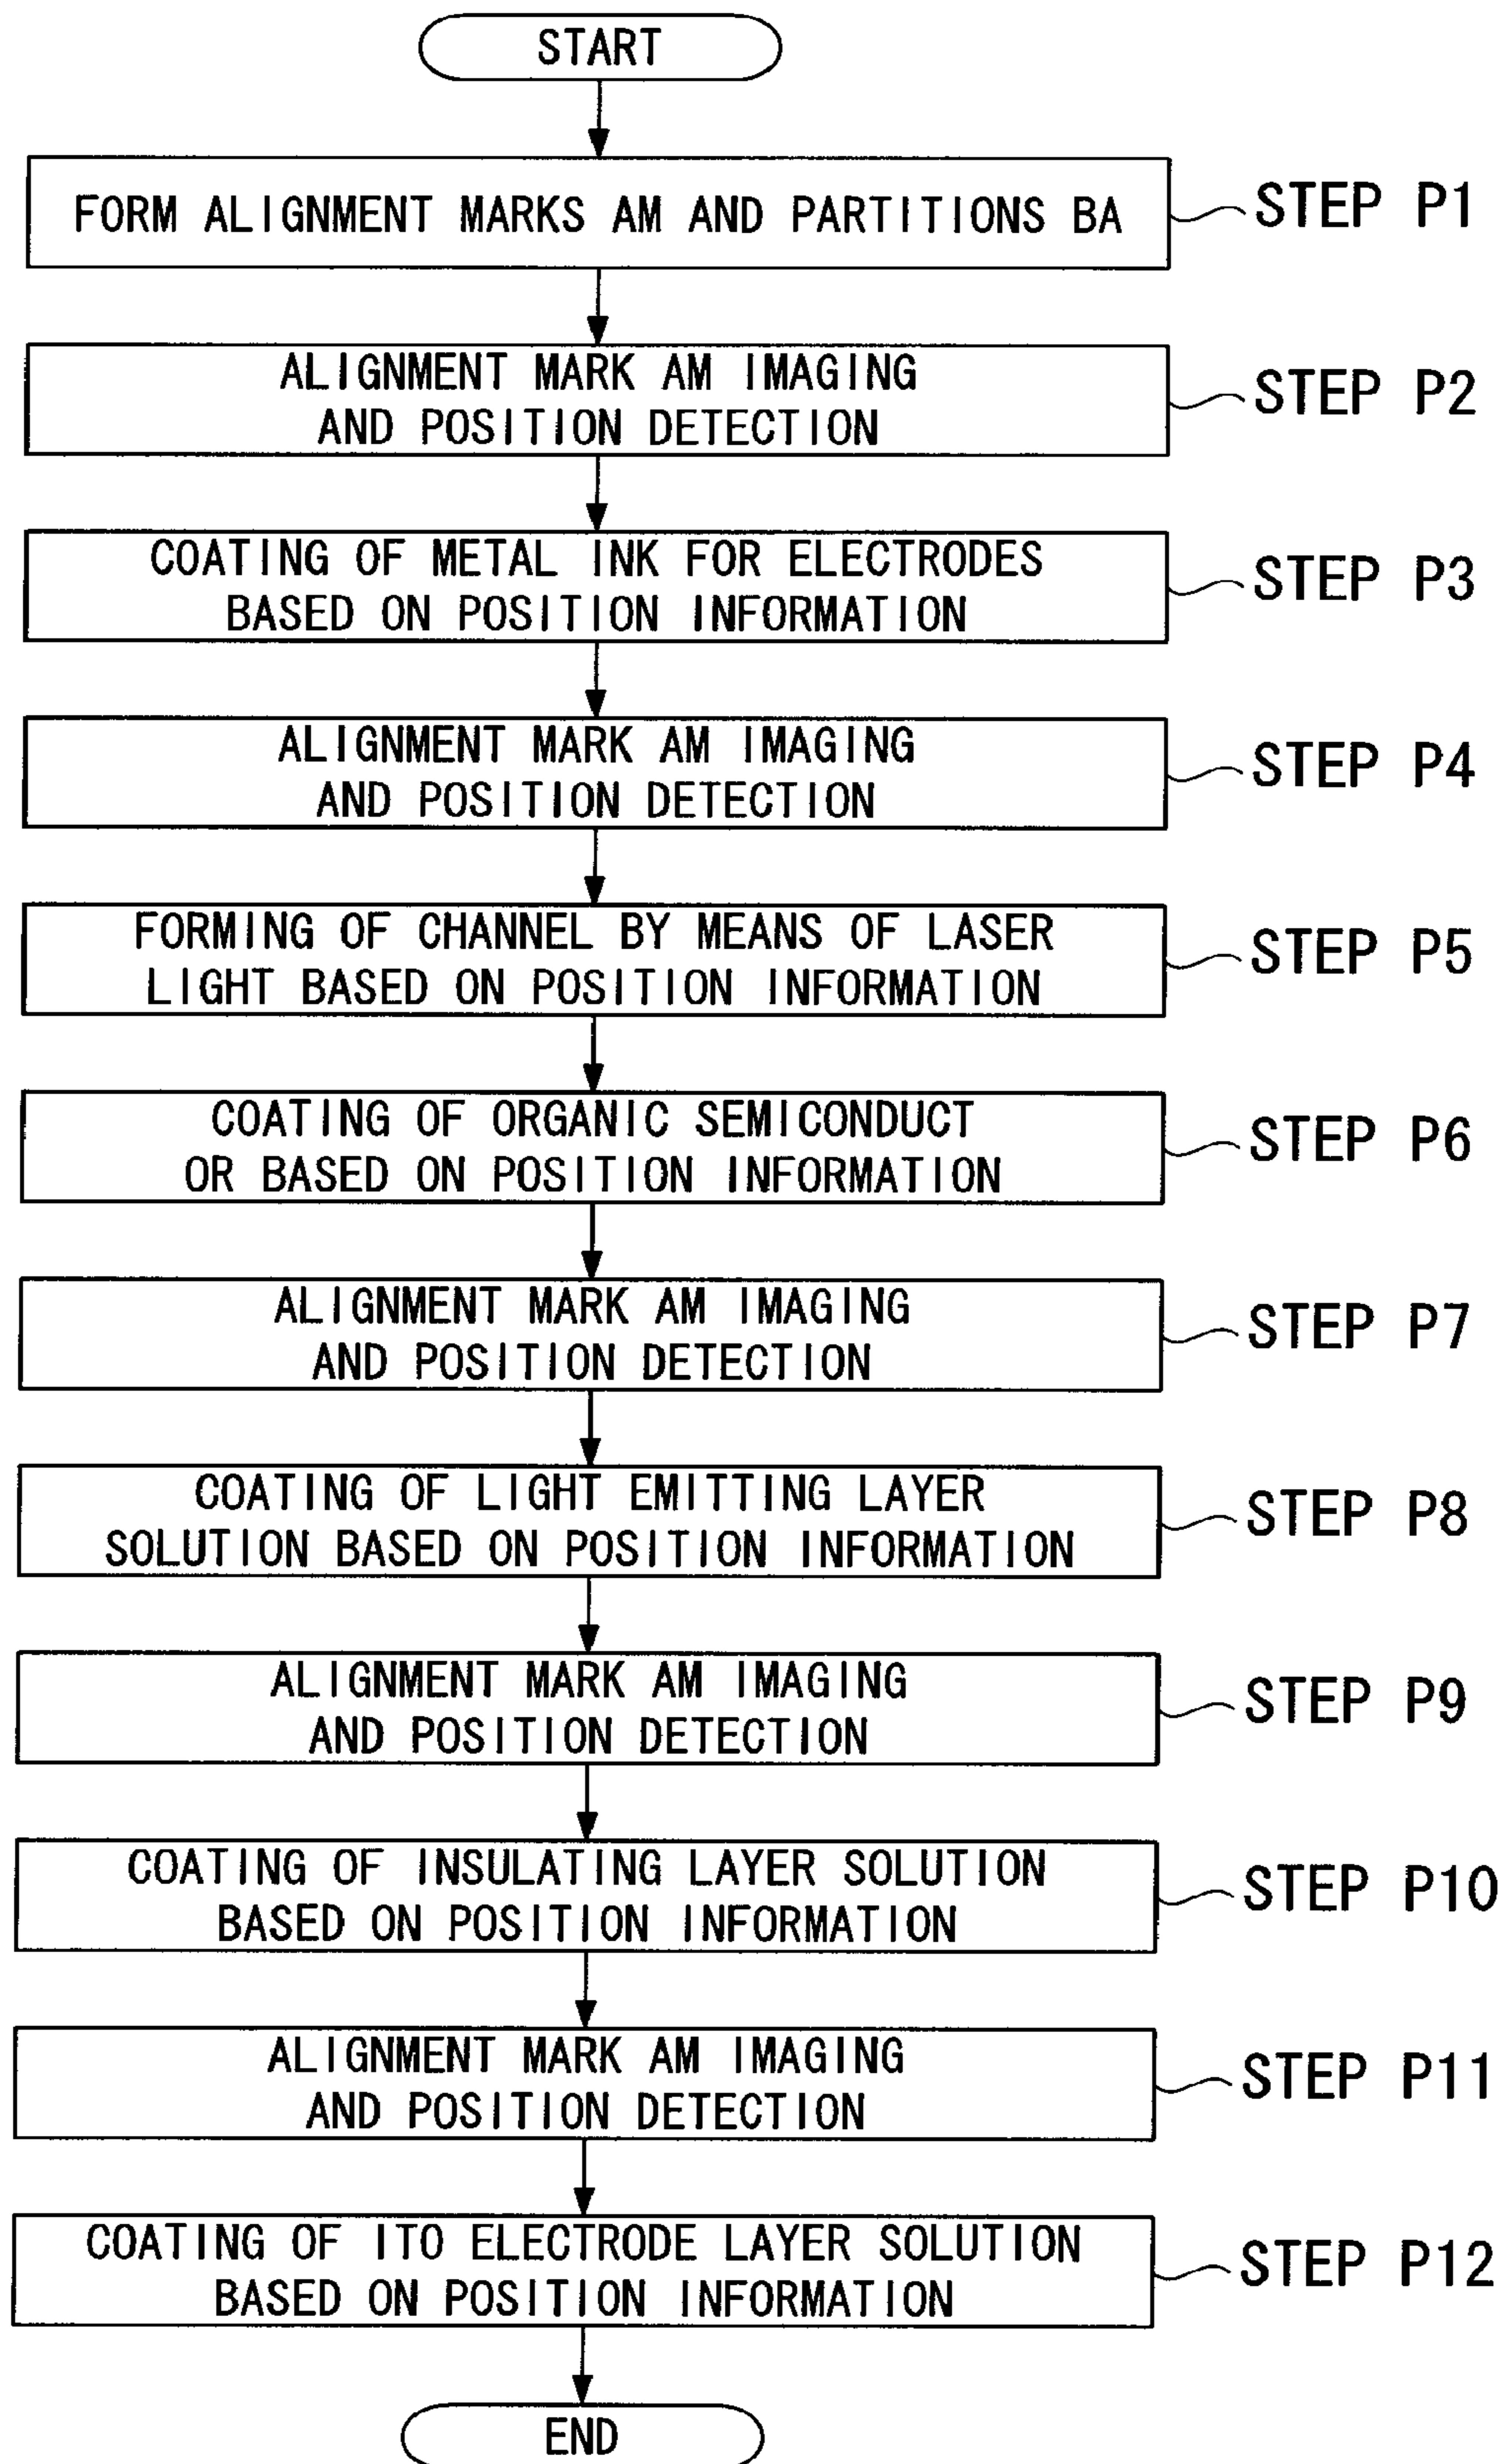 START
FORM ALIGNMENT MARKS AM AND PARTITIONS BA
STEP P1
ALIGNMENT MARK AM IMAGING
AND POSITION DETECTION
STEP P2
COATING OF METAL INK FOR ELECTRODES
BASED ON POSITION INFORMATION
STEP P3
ALIGNMENT MARK AM IMAGING
AND POSITION DETECTION
STEP P4
FORMING OF CHANNEL BY MEANS OF LASER
LIGHT BASED ON POSITION INFORMATION
STEP P5
COATING OF ORGANIC SEMICONDUCT
OR BASED ON POSITION INFORMATION
STEP P6
ALIGNMENT MARK AM IMAGING
AND POSITION DETECTION
STEP P7
COATING OF LIGHT EMITTING LAYER
SOLUTION BASED ON POSITION INFORMATION
STEP P8
ALIGNMENT MARK AM IMAGING
AND POSITION DETECTION
STEP P9
COATING OF INSULATING LAYER SOLUTION
BASED ON POSITION INFORMATION
STEP P10
ALIGNMENT MARK AM IMAGING
AND POSITION DETECTION
STEP P11
COATING OF ITO ELECTRODE LAYER SOLUTION
BASED ON POSITION INFORMATION
STEP P12
END